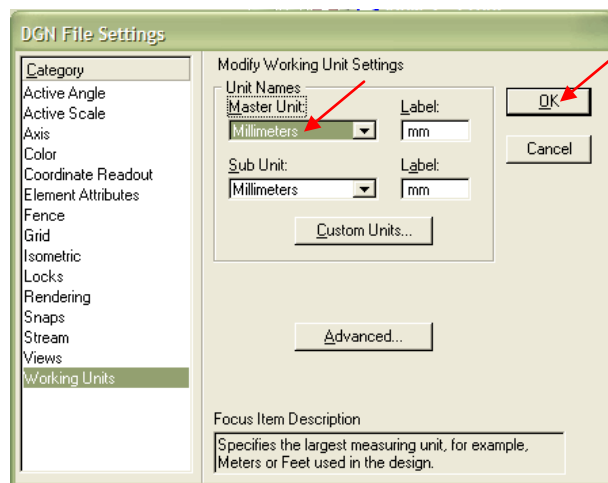 DGN File Settings
Category
Active Angle
Active Scale
Axis
Color
Coordinate Readout
Element Attributes
Fence
Grid
Isometric
Locks
Rendering
Snaps
Stream
Views
Working Units
Modify Working Unit Settings
Unit Names
Master Unit: Label:
Millimeters mm
Sub Unit: Label:
Millimeters mm
Custom Units...
Advanced...
Focus Item Description
Specifies the largest measuring unit, for example,
Meters or Feet used in the design.
OK
Cancel